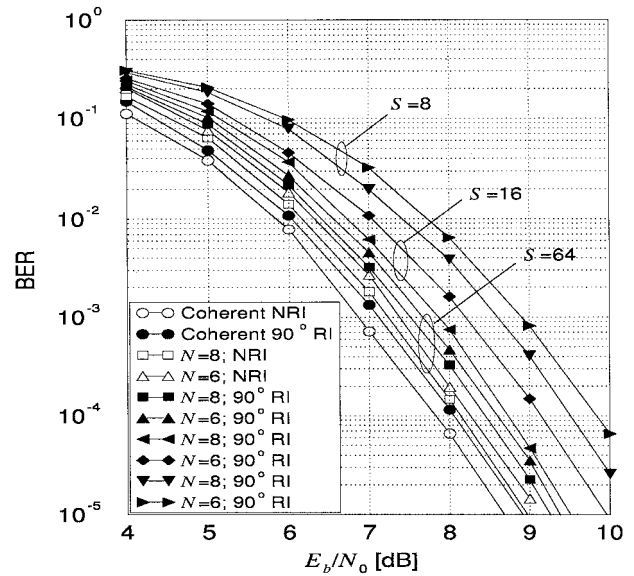 10^0
10^-1
10^-2
10^-3
10^-4
10^-5
BER
S=8
S=16
S=64
Coherent NRI
Coherent 90° RI
N=8; NRI
N=6; NRI
N=8; 90° RI
N=6; 90° RI
N=8; 90° RI
N=6; 90° RI
N=8; 90° RI
N=6; 90° RI
4 5 6 7 8 9 10
E_b/N_0 [dB]